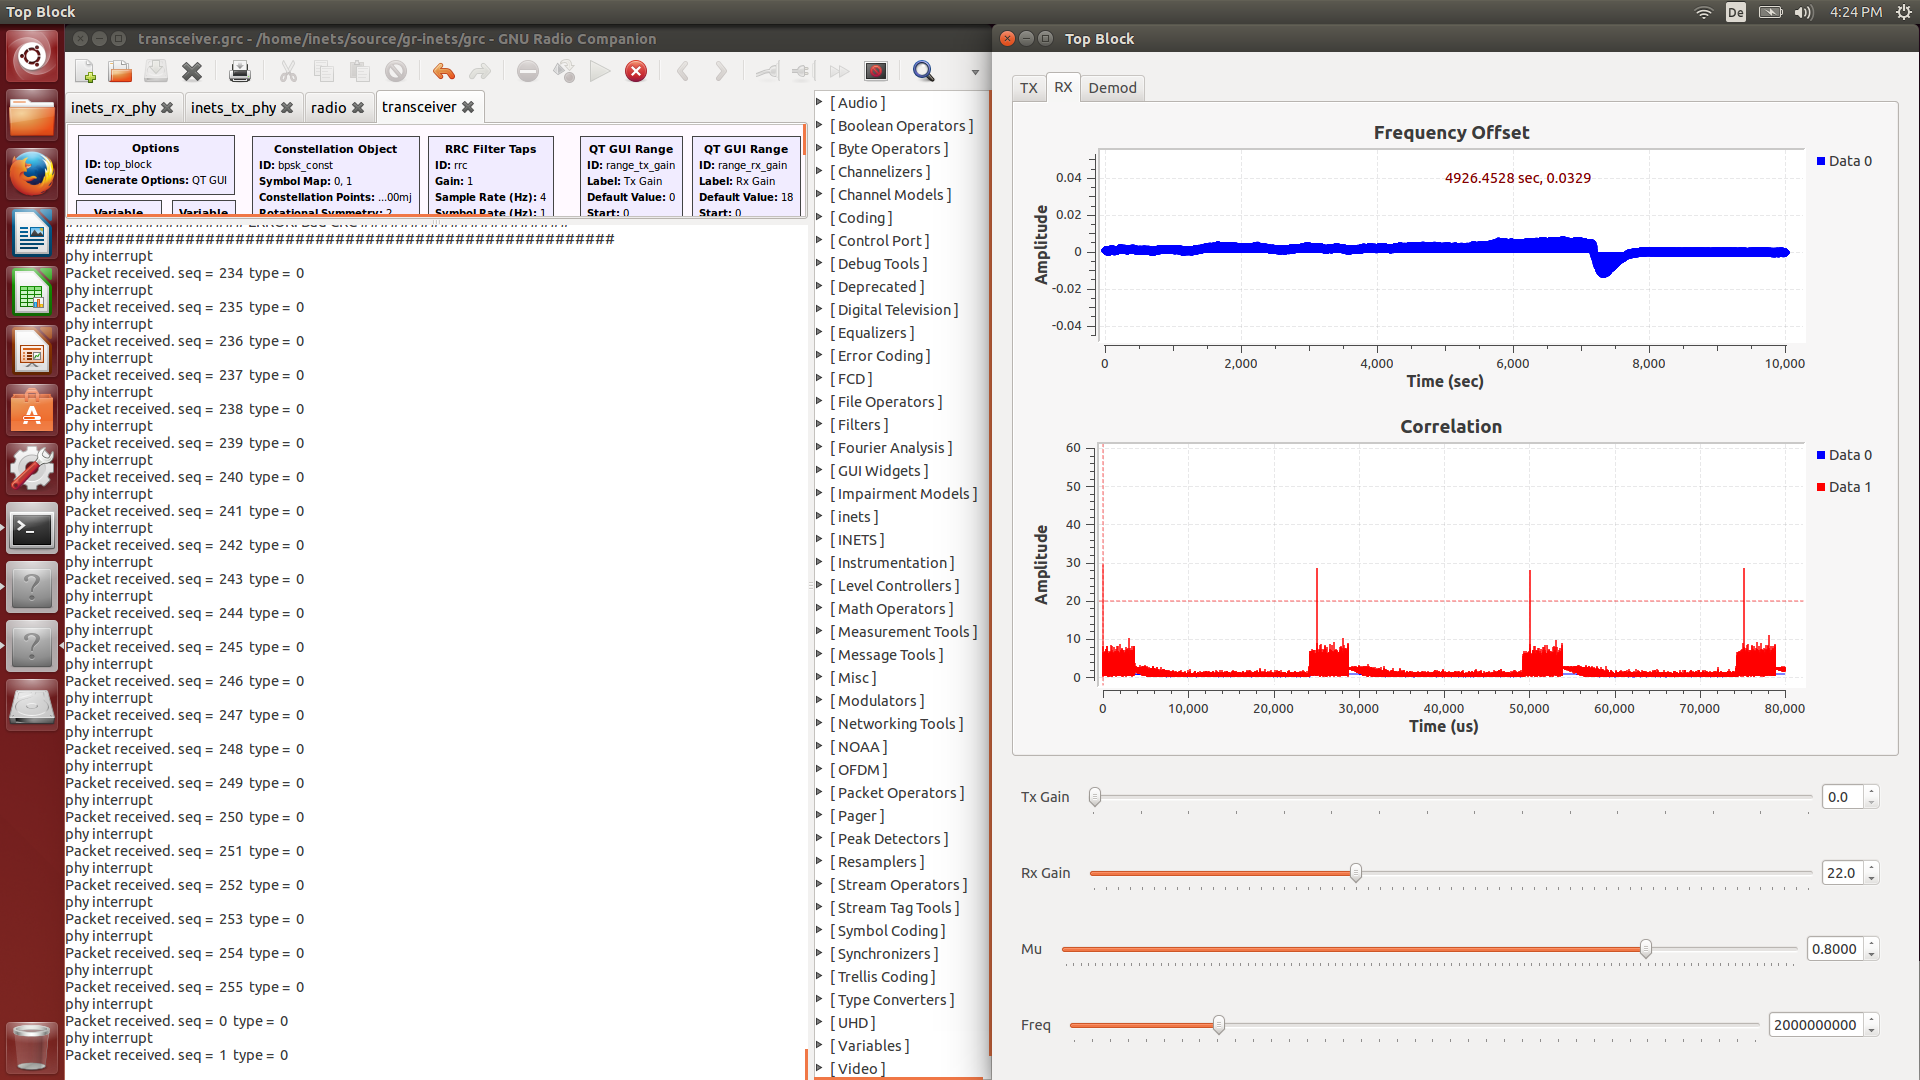 Top Block
De
4:24 PM
transceiver.grc - /home/inets/source/gr-inets/grc - GNU Radio Companion
inets_rx_phy
inets_tx_phy
radio
transceiver
Options
ID: top_block
Generate Options: QT GUI
Variable
Variable
Constellation Object
ID: bpsk_const
Symbol Map: 0, 1
Constellation Points: ...00mj
Rotational Symmetry: 2
RRC Filter Taps
ID: rrc
Gain: 1
Sample Rate (Hz): 4
Symbol Rate (Hz): 1
QT GUI Range
ID: range_tx_gain
Label: Tx Gain
Default Value: 0
Start: 0
QT GUI Range
ID: range_rx_gain
Label: Rx Gain
Default Value: 18
Start: 0
#######################################################
phy interrupt
Packet received. seq = 234 type = 0
phy interrupt
Packet received. seq = 235 type = 0
phy interrupt
Packet received. seq = 236 type = 0
phy interrupt
Packet received. seq = 237 type = 0
phy interrupt
Packet received. seq = 238 type = 0
phy interrupt
Packet received. seq = 239 type = 0
phy interrupt
Packet received. seq = 240 type = 0
phy interrupt
Packet received. seq = 241 type = 0
phy interrupt
Packet received. seq = 242 type = 0
phy interrupt
Packet received. seq = 243 type = 0
phy interrupt
Packet received. seq = 244 type = 0
phy interrupt
Packet received. seq = 245 type = 0
phy interrupt
Packet received. seq = 246 type = 0
phy interrupt
Packet received. seq = 247 type = 0
phy interrupt
Packet received. seq = 248 type = 0
phy interrupt
Packet received. seq = 249 type = 0
phy interrupt
Packet received. seq = 250 type = 0
phy interrupt
Packet received. seq = 251 type = 0
phy interrupt
Packet received. seq = 252 type = 0
phy interrupt
Packet received. seq = 253 type = 0
phy interrupt
Packet received. seq = 254 type = 0
phy interrupt
Packet received. seq = 255 type = 0
phy interrupt
Packet received. seq = 0 type = 0
phy interrupt
Packet received. seq = 1 type = 0
[ Audio ]
[ Boolean Operators ]
[ Byte Operators ]
[ Channelizers ]
[ Channel Models ]
[ Coding ]
[ Control Port ]
[ Debug Tools ]
[ Deprecated ]
[ Digital Television ]
[ Equalizers ]
[ Error Coding ]
[ FCD ]
[ File Operators ]
[ Filters ]
[ Fourier Analysis ]
[ GUI Widgets ]
[ Impairment Models ]
[ inets ]
[ INETS ]
[ Instrumentation ]
[ Level Controllers ]
[ Math Operators ]
[ Measurement Tools ]
[ Message Tools ]
[ Misc ]
[ Modulators ]
[ Networking Tools ]
[ NOAA ]
[ OFDM ]
[ Packet Operators ]
[ Pager ]
[ Peak Detectors ]
[ Resamplers ]
[ Stream Operators ]
[ Stream Tag Tools ]
[ Symbol Coding ]
[ Synchronizers ]
[ Trellis Coding ]
[ Type Converters ]
[ UHD ]
[ Variables ]
[ Video ]
Top Block
TX
RX
Demod
Frequency Offset
Data 0
4926.4528 sec, 0.0329
Amplitude
0.04
0.02
0
-0.02
-0.04
0
2,000
4,000
6,000
8,000
10,000
Time (sec)
Correlation
Data 0
Data 1
Amplitude
60
50
40
30
20
10
0
0
10,000
20,000
30,000
40,000
50,000
60,000
70,000
80,000
Time (us)
Tx Gain
0.0
Rx Gain
22.0
Mu
0.8000
Freq
2000000000